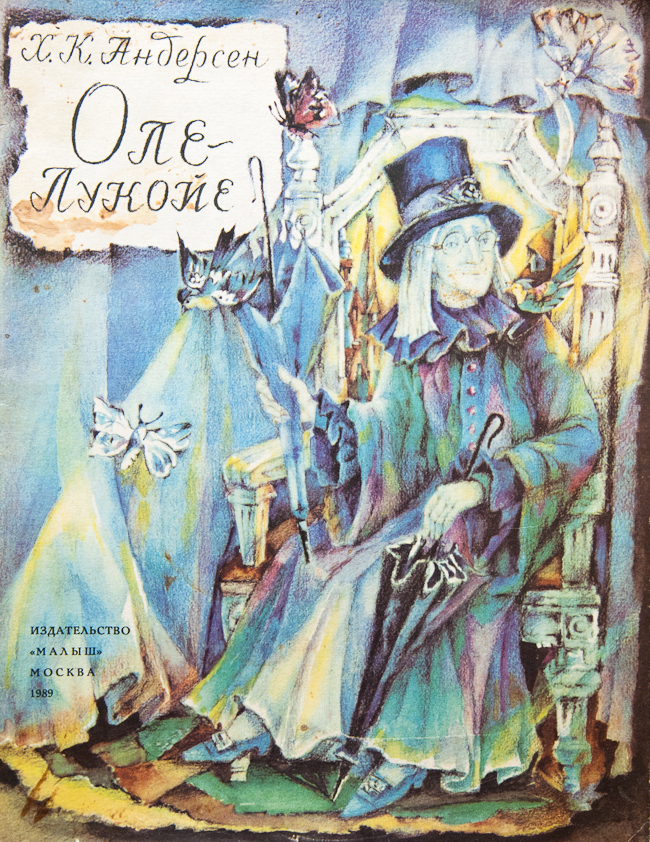 Х. К. Андерсен
Оле-
Лукойе
ИЗДАТЕЛЬСТВО
«МАЛЫШ»
МОСКВА
1989